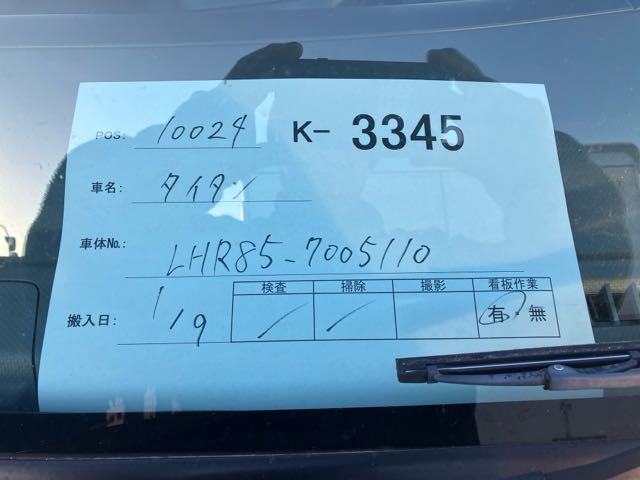 POS: 10024 K- 3345
車名: タイタン
車体No.: LHR85-7005110
検査 掃除 撮影 看板作業
搬入日: 1/19 / / 有・無